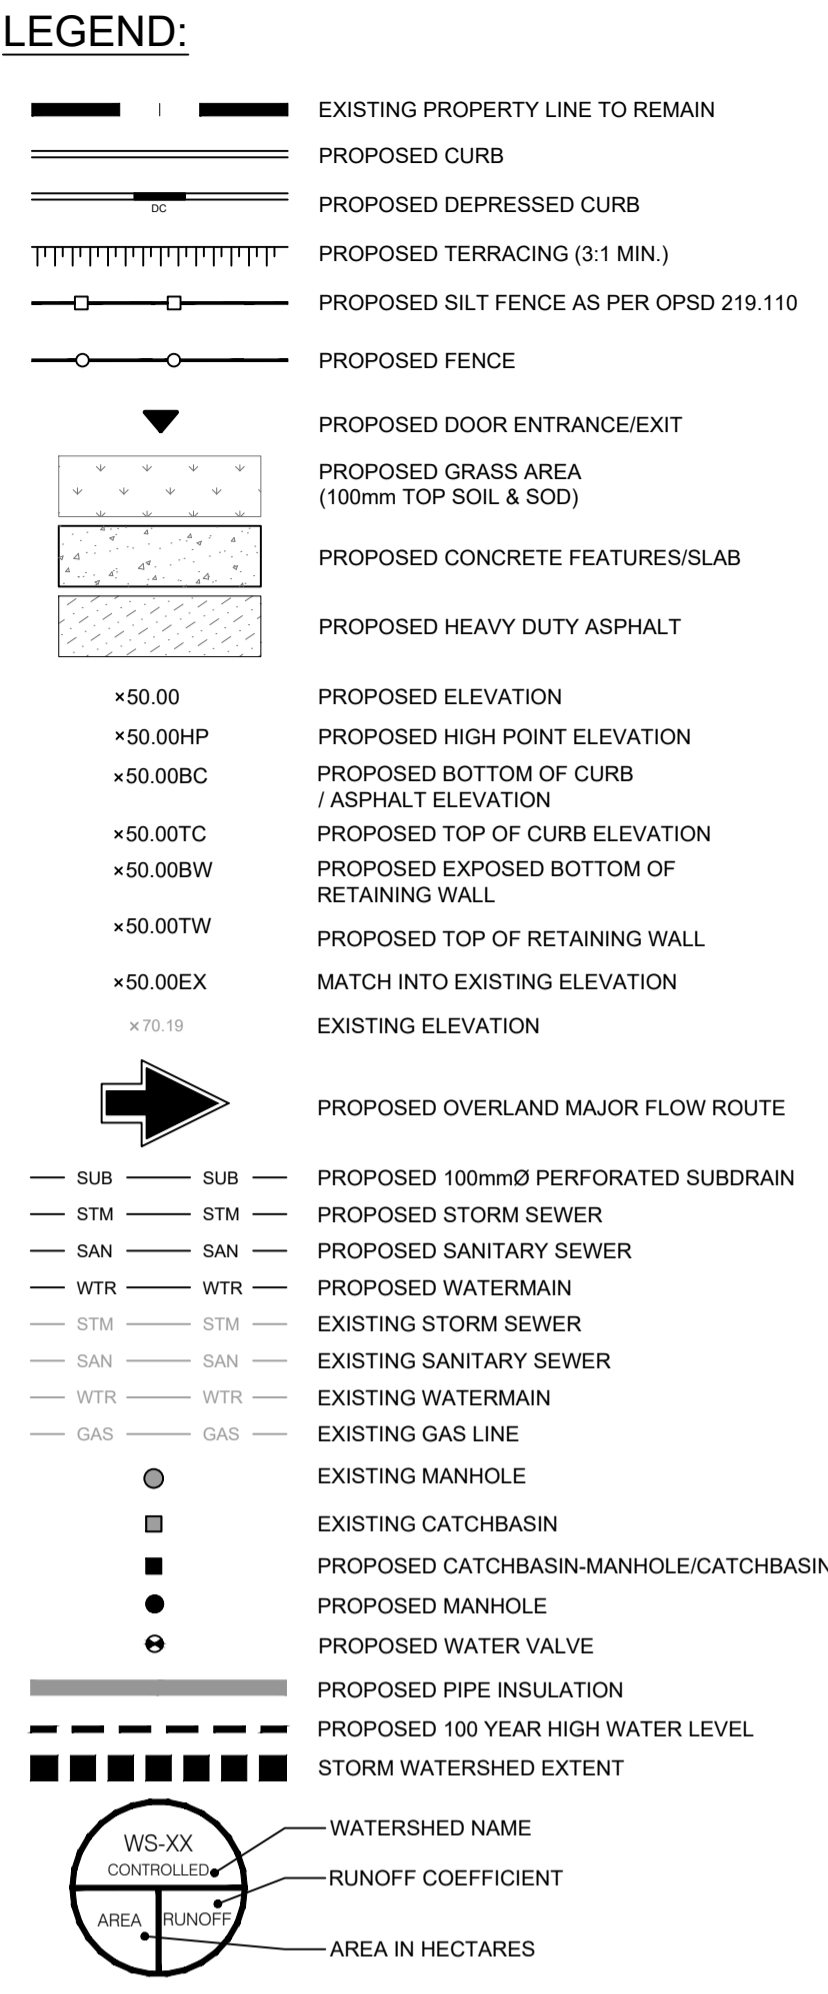 LEGEND:
EXISTING PROPERTY LINE TO REMAIN
PROPOSED CURB
DC
PROPOSED DEPRESSED CURB
PROPOSED TERRACING (3:1 MIN.)
PROPOSED SILT FENCE AS PER OPSD 219.110
PROPOSED FENCE
PROPOSED DOOR ENTRANCE/EXIT
PROPOSED GRASS AREA
(100mm TOP SOIL & SOD)
PROPOSED CONCRETE FEATURES/SLAB
PROPOSED HEAVY DUTY ASPHALT
×50.00 PROPOSED ELEVATION
×50.00HP PROPOSED HIGH POINT ELEVATION
×50.00BC PROPOSED BOTTOM OF CURB
/ ASPHALT ELEVATION
×50.00TC PROPOSED TOP OF CURB ELEVATION
×50.00BW PROPOSED EXPOSED BOTTOM OF
RETAINING WALL
×50.00TW PROPOSED TOP OF RETAINING WALL
×50.00EX MATCH INTO EXISTING ELEVATION
×70.19 EXISTING ELEVATION
PROPOSED OVERLAND MAJOR FLOW ROUTE
SUB SUB PROPOSED 100mmØ PERFORATED SUBDRAIN
STM STM PROPOSED STORM SEWER
SAN SAN PROPOSED SANITARY SEWER
WTR WTR PROPOSED WATERMAIN
STM STM EXISTING STORM SEWER
SAN SAN EXISTING SANITARY SEWER
WTR WTR EXISTING WATERMAIN
GAS GAS EXISTING GAS LINE
EXISTING MANHOLE
EXISTING CATCHBASIN
PROPOSED CATCHBASIN-MANHOLE/CATCHBASIN
PROPOSED MANHOLE
PROPOSED WATER VALVE
PROPOSED PIPE INSULATION
PROPOSED 100 YEAR HIGH WATER LEVEL
STORM WATERSHED EXTENT
WS-XX
CONTROLLED
AREA RUNOFF
WATERSHED NAME
RUNOFF COEFFICIENT
AREA IN HECTARES